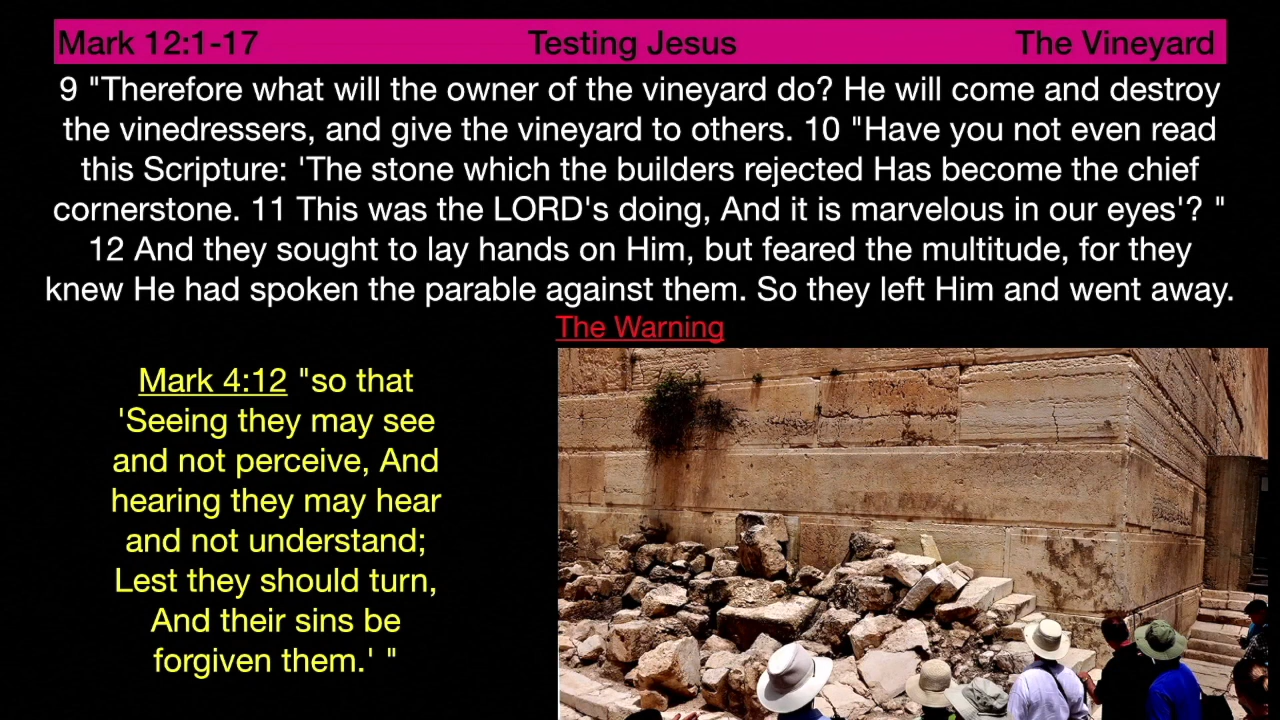 Mark 12:1-17 Testing Jesus The Vineyard
9 "Therefore what will the owner of the vineyard do? He will come and destroy
the vinedressers, and give the vineyard to others. 10 "Have you not even read
this Scripture: 'The stone which the builders rejected Has become the chief
cornerstone. 11 This was the LORD's doing, And it is marvelous in our eyes'? "
12 And they sought to lay hands on Him, but feared the multitude, for they
knew He had spoken the parable against them. So they left Him and went away.
The Warning
Mark 4:12 "so that
'Seeing they may see
and not perceive, And
hearing they may hear
and not understand;
Lest they should turn,
And their sins be
forgiven them.' "